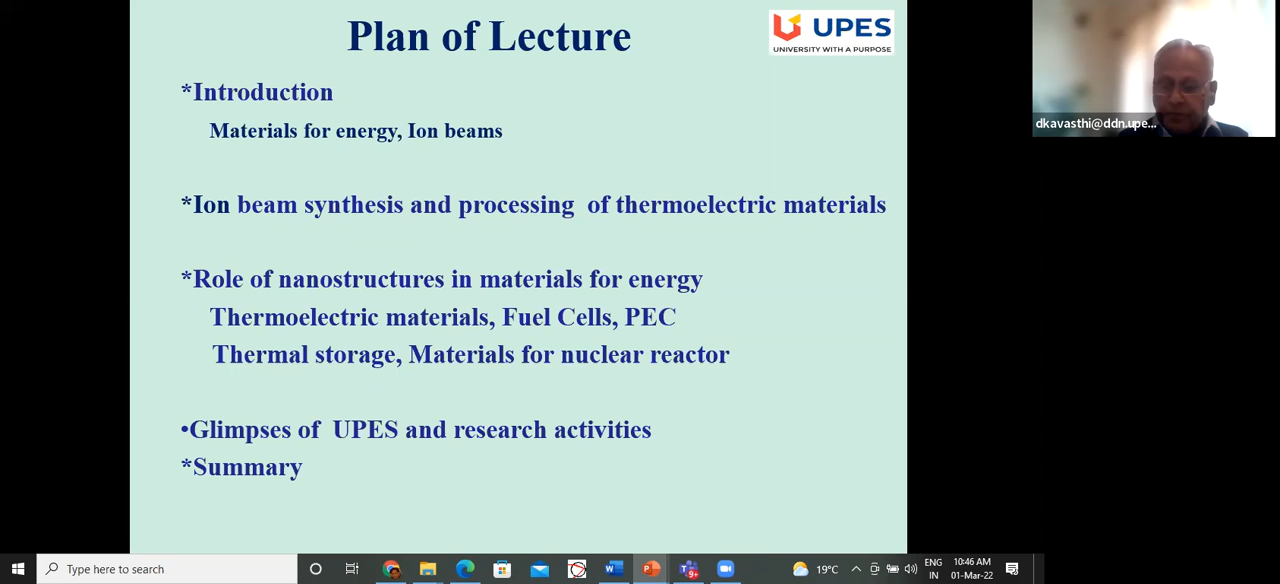 Plan of Lecture
UPES
UNIVERSITY WITH A PURPOSE
*Introduction
Materials for energy, Ion beams
*Ion beam synthesis and processing of thermoelectric materials
*Role of nanostructures in materials for energy
Thermoelectric materials, Fuel Cells, PEC
Thermal storage, Materials for nuclear reactor
•Glimpses of UPES and research activities
*Summary
dkavasthi@ddn.upe...
Type here to search
19°C
ENG
IN
10:46 AM
01-Mar-22